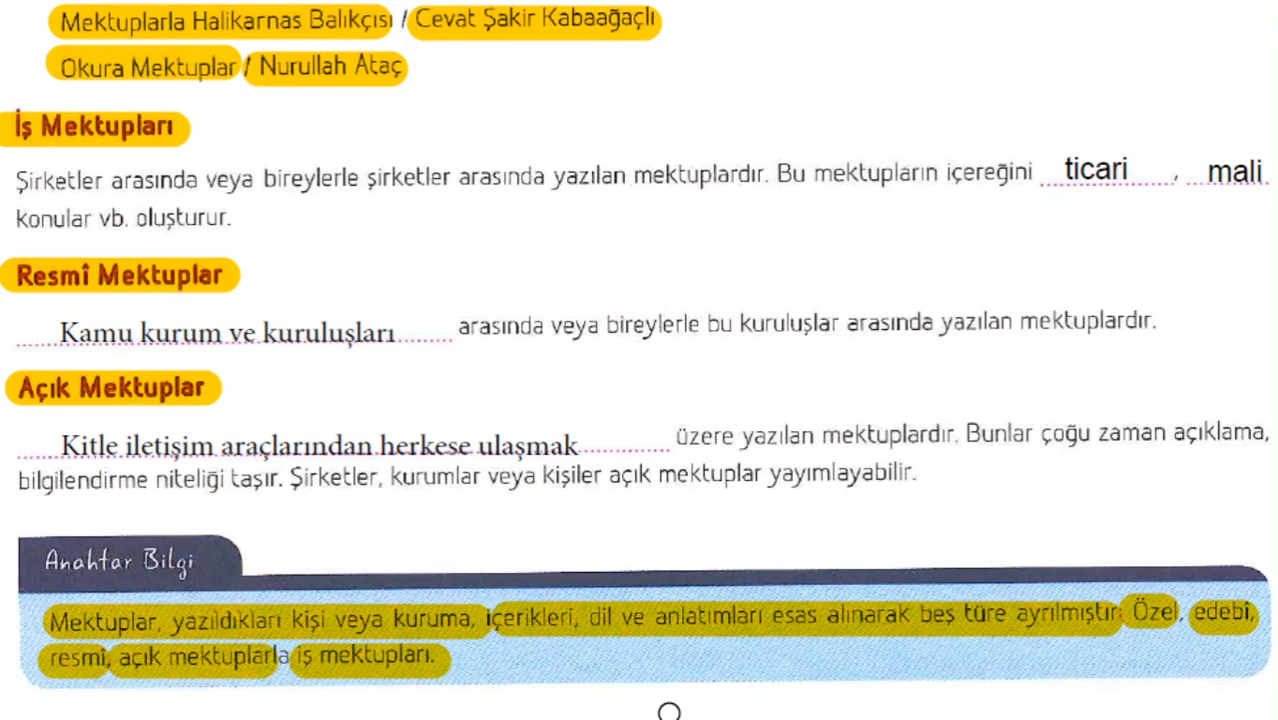 Mektuplarla Halikarnas Balıkçısı / Cevat Şakir Kabaağaçlı
Okura Mektuplar / Nurullah Ataç
İş Mektupları
Şirketler arasında veya bireylerle şirketler arasında yazılan mektuplardır. Bu mektupların içereğini ticari, mali
konular vb. oluşturur.
Resmî Mektuplar
Kamu kurum ve kuruluşları arasında veya bireylerle bu kuruluşlar arasında yazılan mektuplardır.
Açık Mektuplar
Kitle iletişim araçlarından herkese ulaşmak üzere yazılan mektuplardır. Bunlar çoğu zaman açıklama,
bilgilendirme niteliği taşır. Şirketler, kurumlar veya kişiler açık mektuplar yayımlayabilir.
Anahtar Bilgi
Mektuplar, yazıldıkları kişi veya kuruma, içerikleri, dil ve anlatımları esas alınarak beş türe ayrılmıştır: Özel, edebî,
resmî, açık mektuplarla iş mektupları.